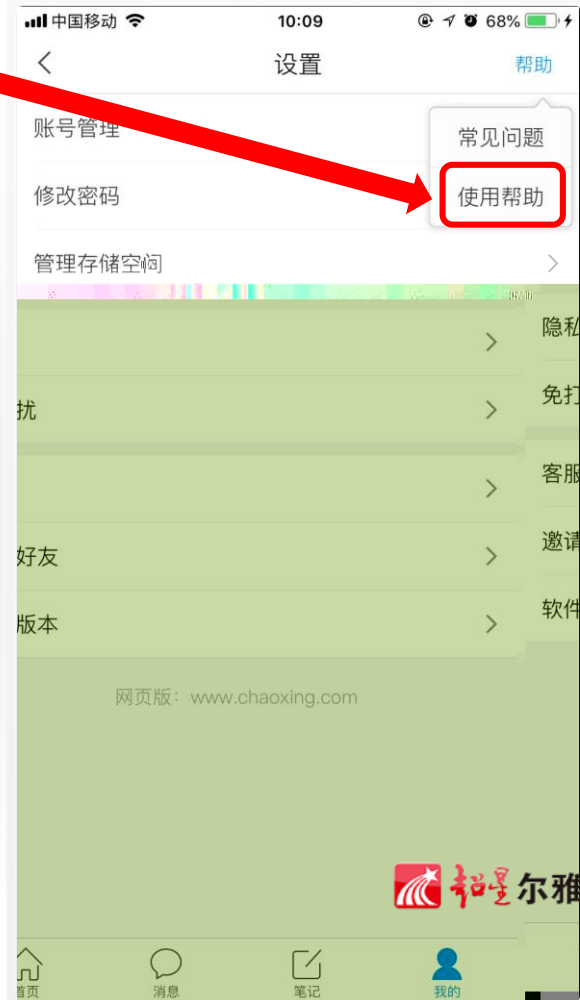 中国移动 10:09 68%
设置 帮助
账号管理
常见问题
修改密码
使用帮助
管理存储空间
隐私
扰 免打
客服
好友 邀请
版本 软件
网页版：www.chaoxing.com
超星尔雅
首页 消息 笔记 我的